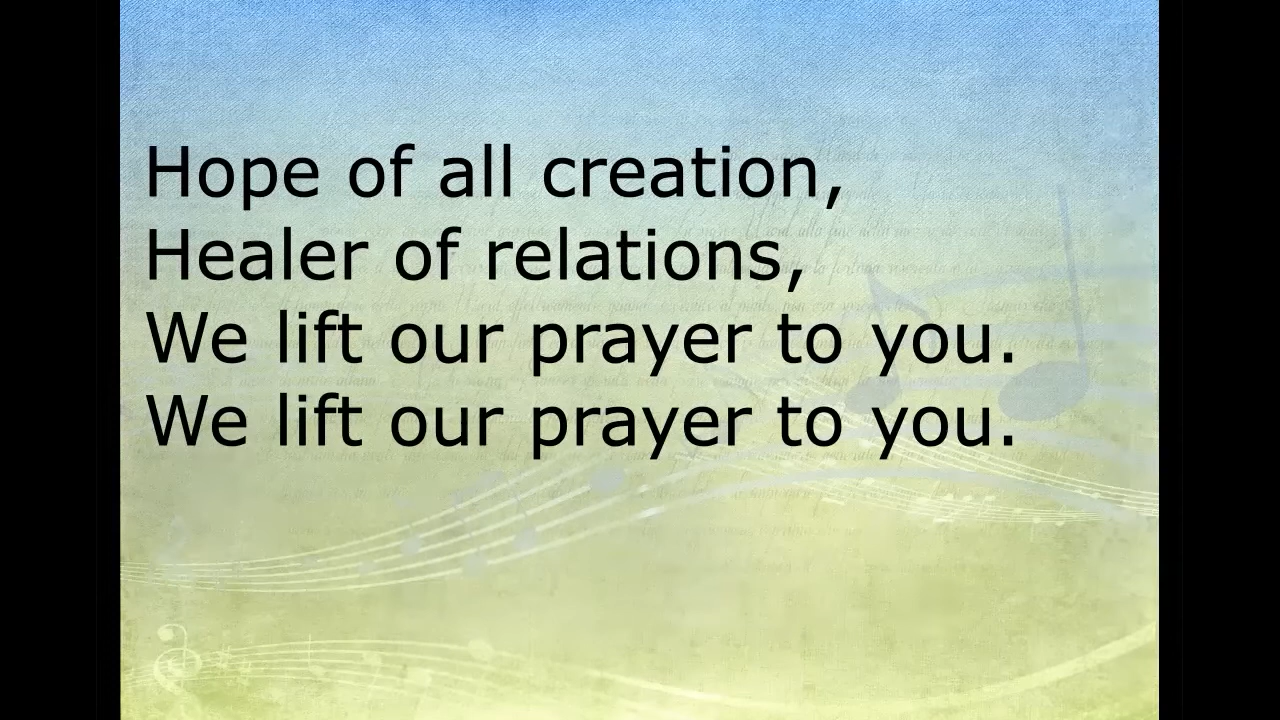 Hope of all creation,
Healer of relations,
We lift our prayer to you.
We lift our prayer to you.